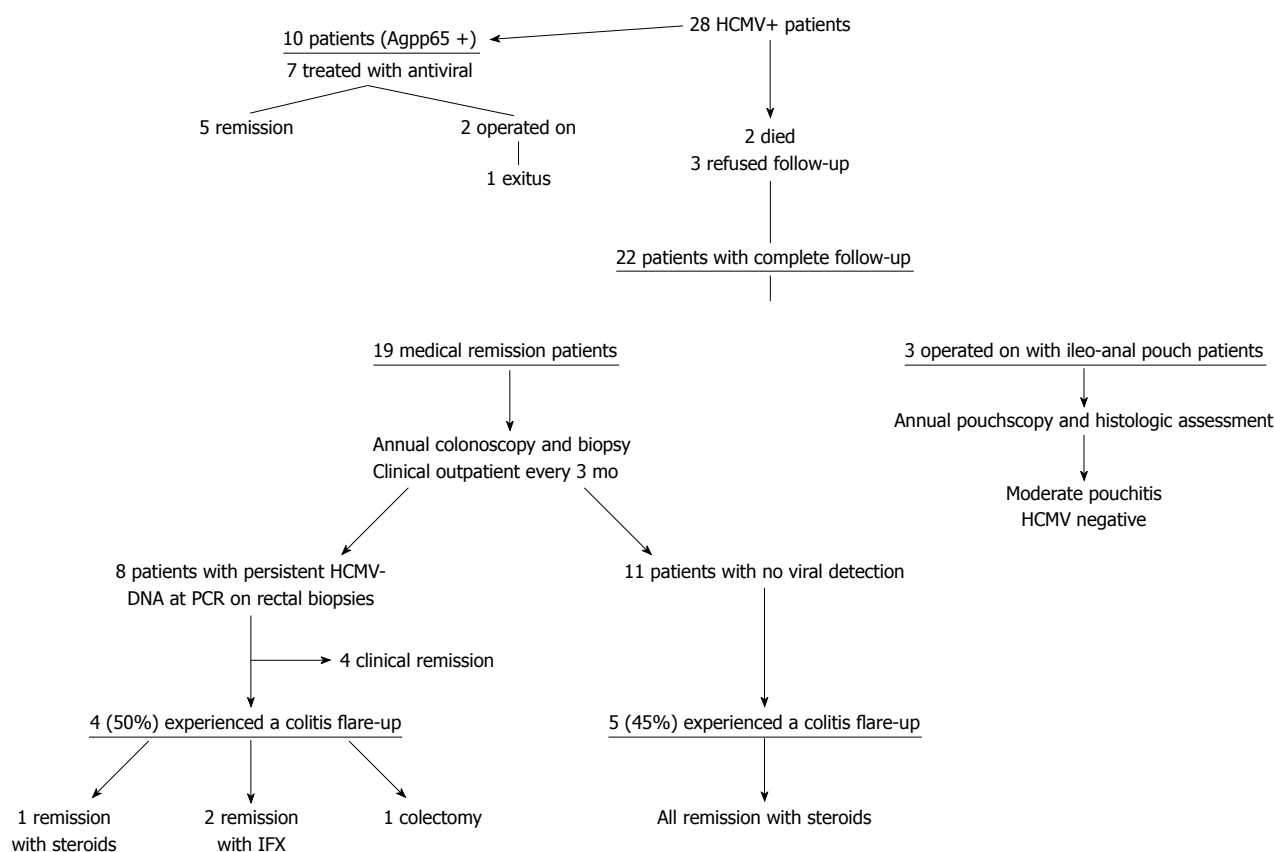 28 HCMV+ patients
10 patients (Agpp65 +)
7 treated with antiviral
5 remission
2 operated on
1 exitus
2 died
3 refused follow-up
22 patients with complete follow-up
19 medical remission patients
3 operated on with ileo-anal pouch patients
Annual colonoscopy and biopsy
Clinical outpatient every 3 mo
Annual pouchscopy and histologic assessment
Moderate pouchitis
HCMV negative
8 patients with persistent HCMV-
DNA at PCR on rectal biopsies
11 patients with no viral detection
4 clinical remission
4 (50%) experienced a colitis flare-up
5 (45%) experienced a colitis flare-up
1 remission
with steroids
2 remission
with IFX
1 colectomy
All remission with steroids